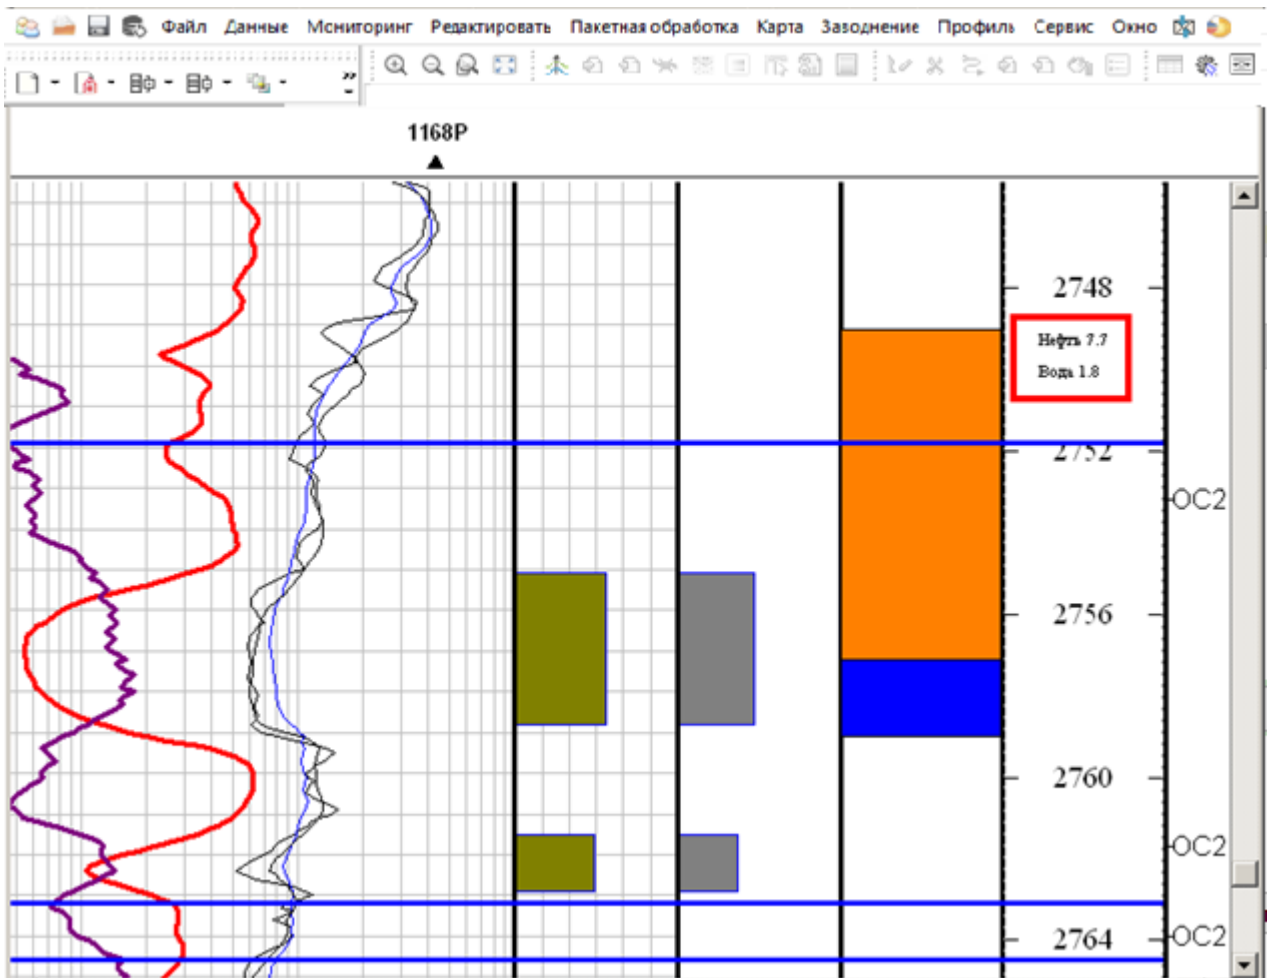 Файл Данные Мониторинг Редактировать Пакетная обработка Карта Заводнение Профиль Сервис Окно
1168P
2748
Нефть 7.7
Вода 1.8
2752
ОС2
2756
2760
ОС2
2764
ОС2